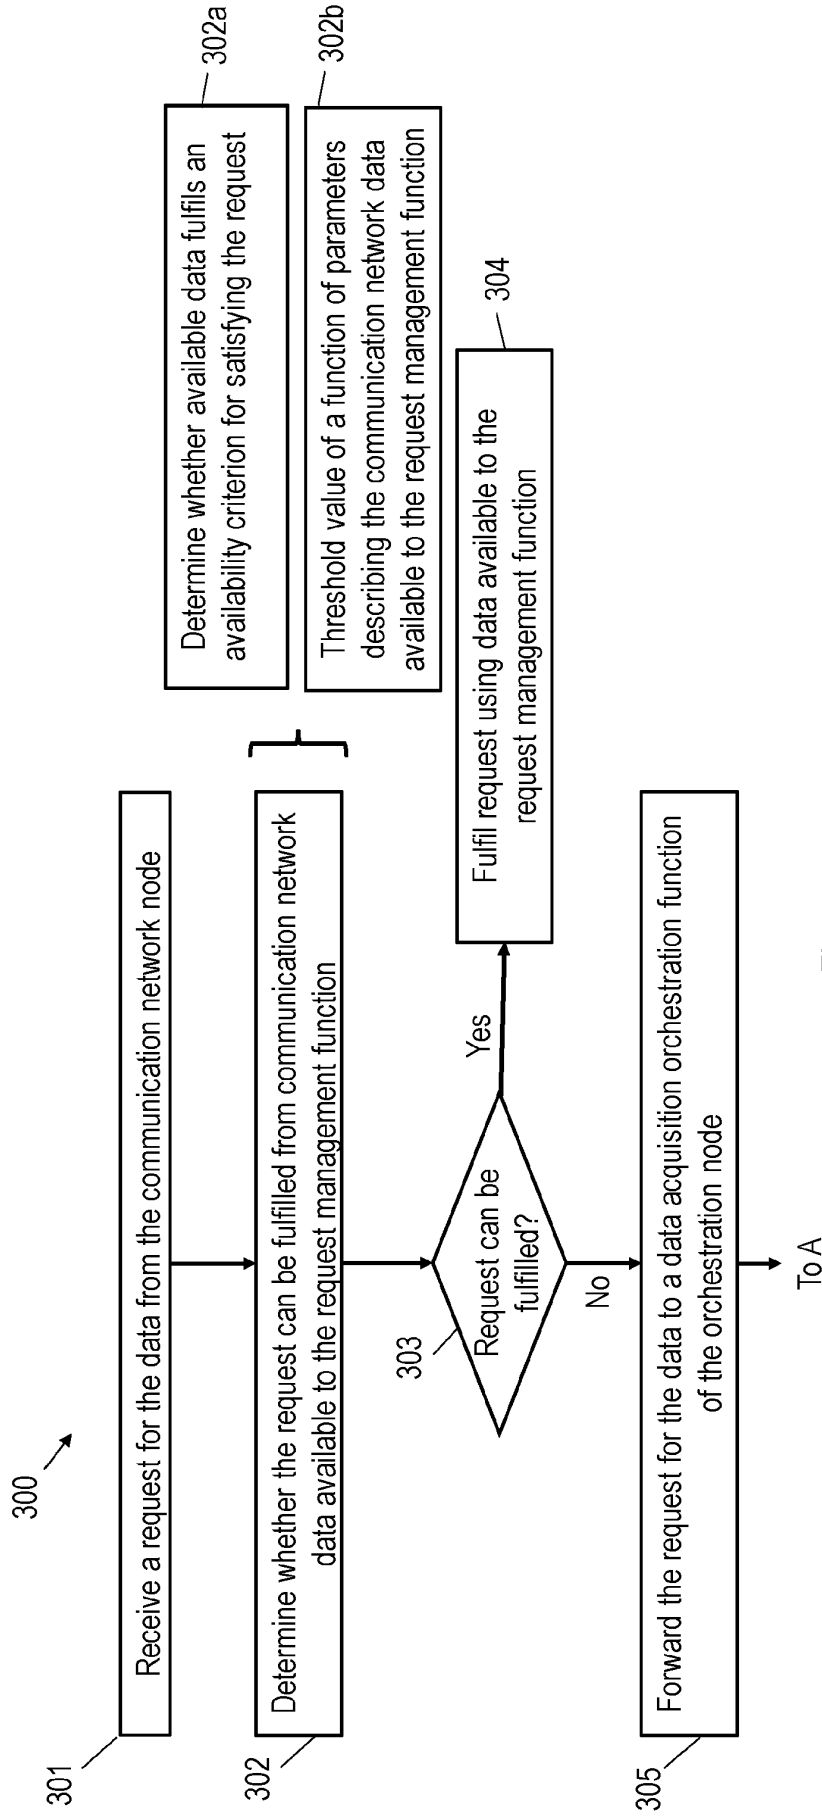 300
301
Receive a request for the data from the communication network node
302
Determine whether the request can be fulfilled from communication network
data available to the request management function
302a
Determine whether available data fulfils an
availability criterion for satisfying the request
302b
Threshold value of a function of parameters
describing the communication network data
available to the request management function
303
Request can be
fulfilled?
Yes
304
Fulfil request using data available to the
request management function
No
305
Forward the request for the data to a data acquisition orchestration function
of the orchestration node
To A